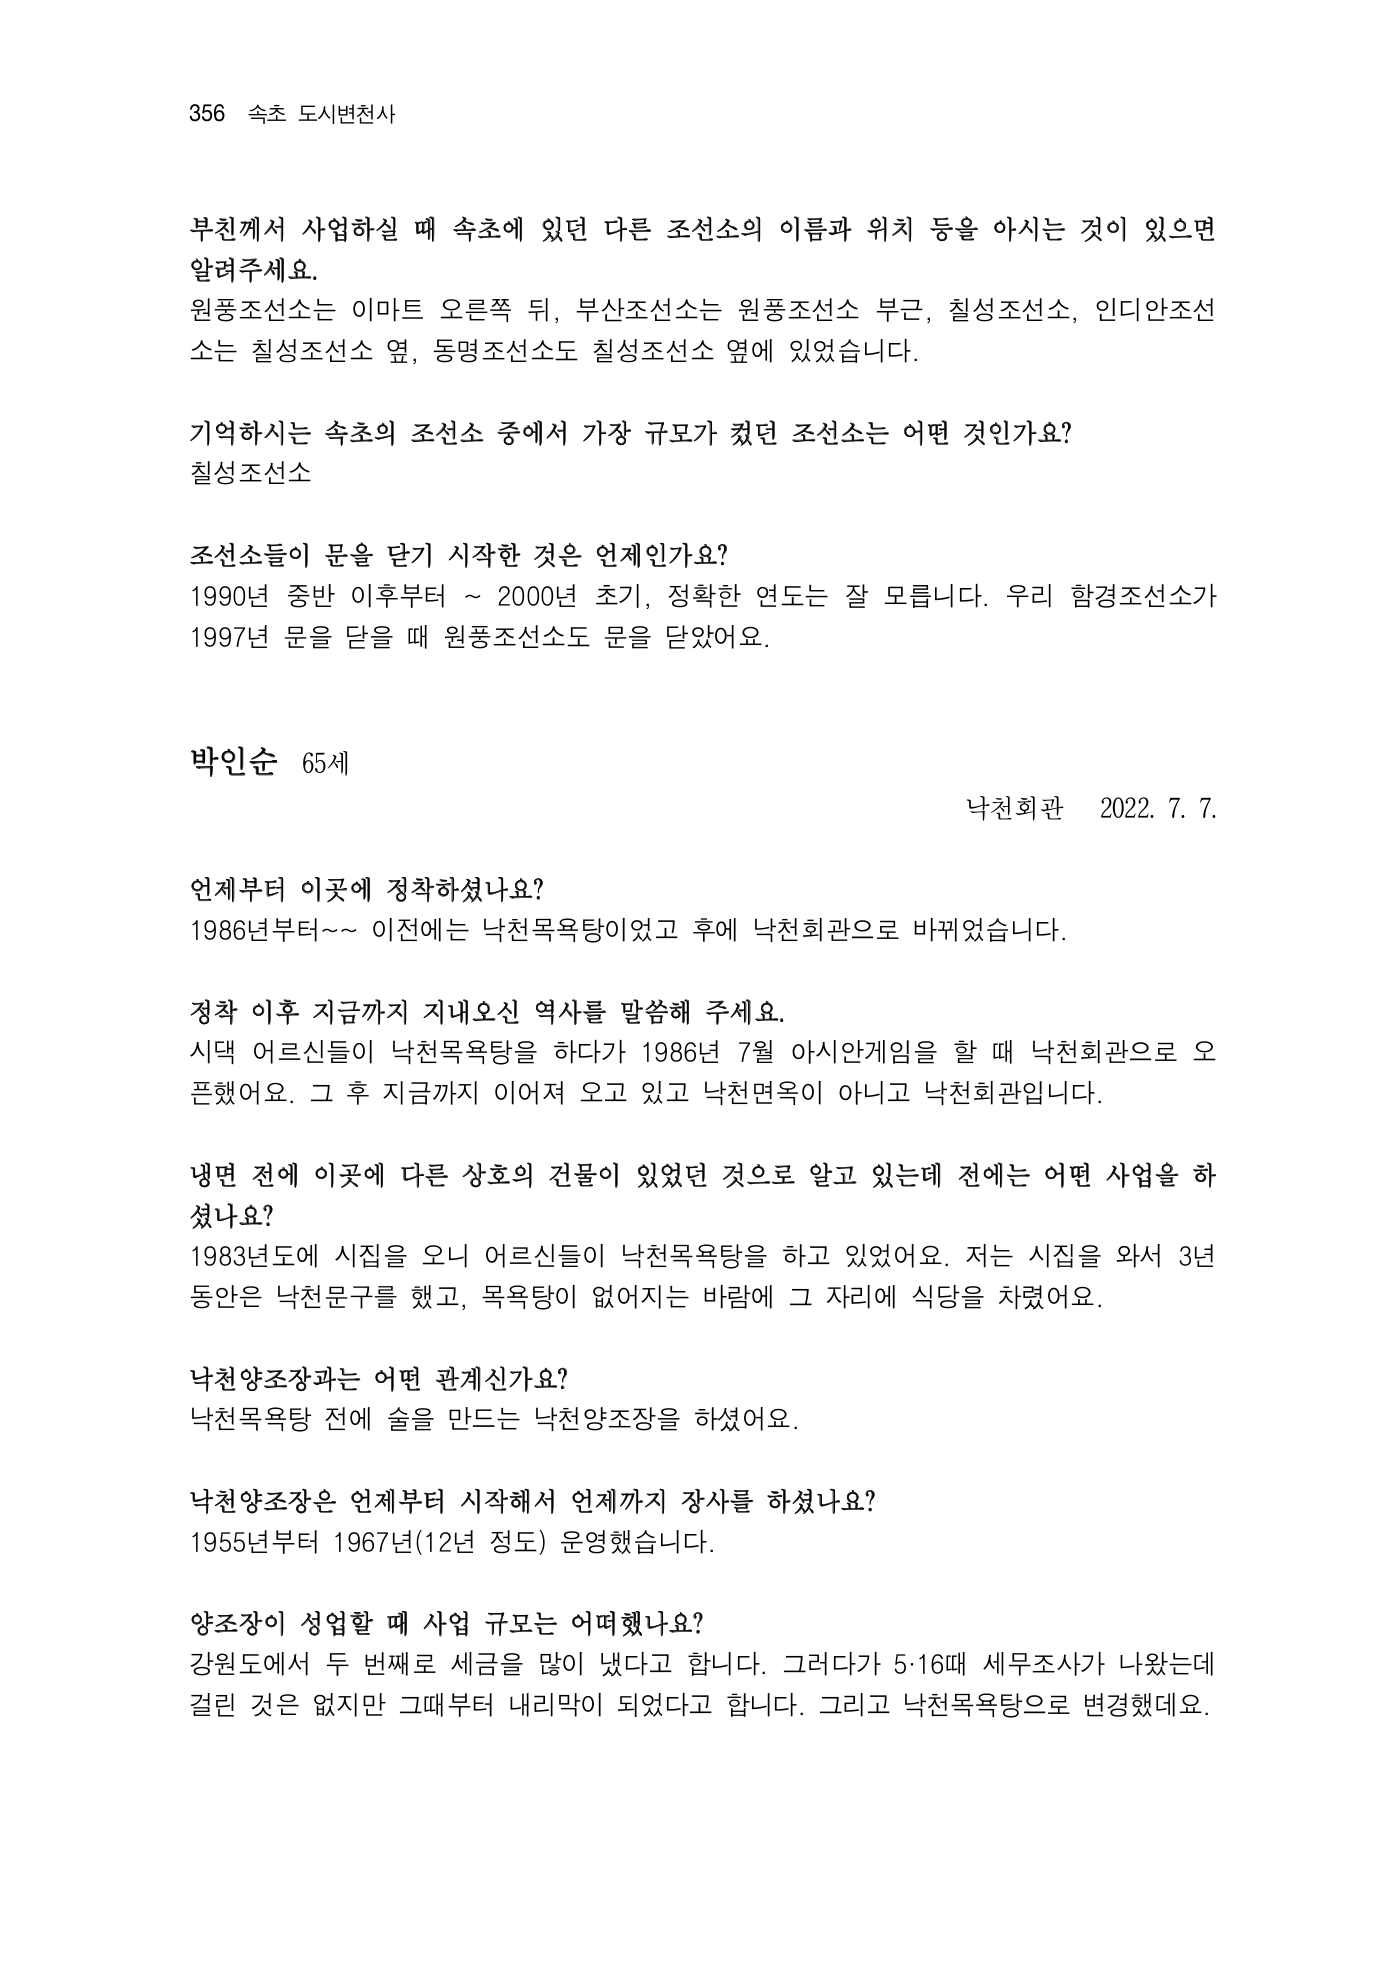 356 속초 도시변천사
부친께서 사업하실 때 속초에 있던 다른 조선소의 이름과 위치 등을 아시는 것이 있으면
알려주세요.
원풍조선소는 이마트 오른쪽 뒤, 부산조선소는 원풍조선소 부근, 칠성조선소, 인디안조선
소는 칠성조선소 옆, 동명조선소도 칠성조선소 옆에 있었습니다.
기억하시는 속초의 조선소 중에서 가장 규모가 컸던 조선소는 어떤 것인가요?
칠성조선소
조선소들이 문을 닫기 시작한 것은 언제인가요?
1990년 중반 이후부터 ~ 2000년 초기, 정확한 연도는 잘 모릅니다. 우리 함경조선소가
1997년 문을 닫을 때 원풍조선소도 문을 닫았어요.
박인순 65세
낙천회관 2022. 7. 7.
언제부터 이곳에 정착하셨나요?
1986년부터~~ 이전에는 낙천목욕탕이었고 후에 낙천회관으로 바뀌었습니다.
정착 이후 지금까지 지내오신 역사를 말씀해 주세요.
시댁 어르신들이 낙천목욕탕을 하다가 1986년 7월 아시안게임을 할 때 낙천회관으로 오
픈했어요. 그 후 지금까지 이어져 오고 있고 낙천면옥이 아니고 낙천회관입니다.
냉면 전에 이곳에 다른 상호의 건물이 있었던 것으로 알고 있는데 전에는 어떤 사업을 하
셨나요?
1983년도에 시집을 오니 어르신들이 낙천목욕탕을 하고 있었어요. 저는 시집을 와서 3년
동안은 낙천문구를 했고, 목욕탕이 없어지는 바람에 그 자리에 식당을 차렸어요.
낙천양조장과는 어떤 관계신가요?
낙천목욕탕 전에 술을 만드는 낙천양조장을 하셨어요.
낙천양조장은 언제부터 시작해서 언제까지 장사를 하셨나요?
1955년부터 1967년(12년 정도) 운영했습니다.
양조장이 성업할 때 사업 규모는 어떠했나요?
강원도에서 두 번째로 세금을 많이 냈다고 합니다. 그러다가 5·16때 세무조사가 나왔는데
걸린 것은 없지만 그때부터 내리막이 되었다고 합니다. 그리고 낙천목욕탕으로 변경했데요.